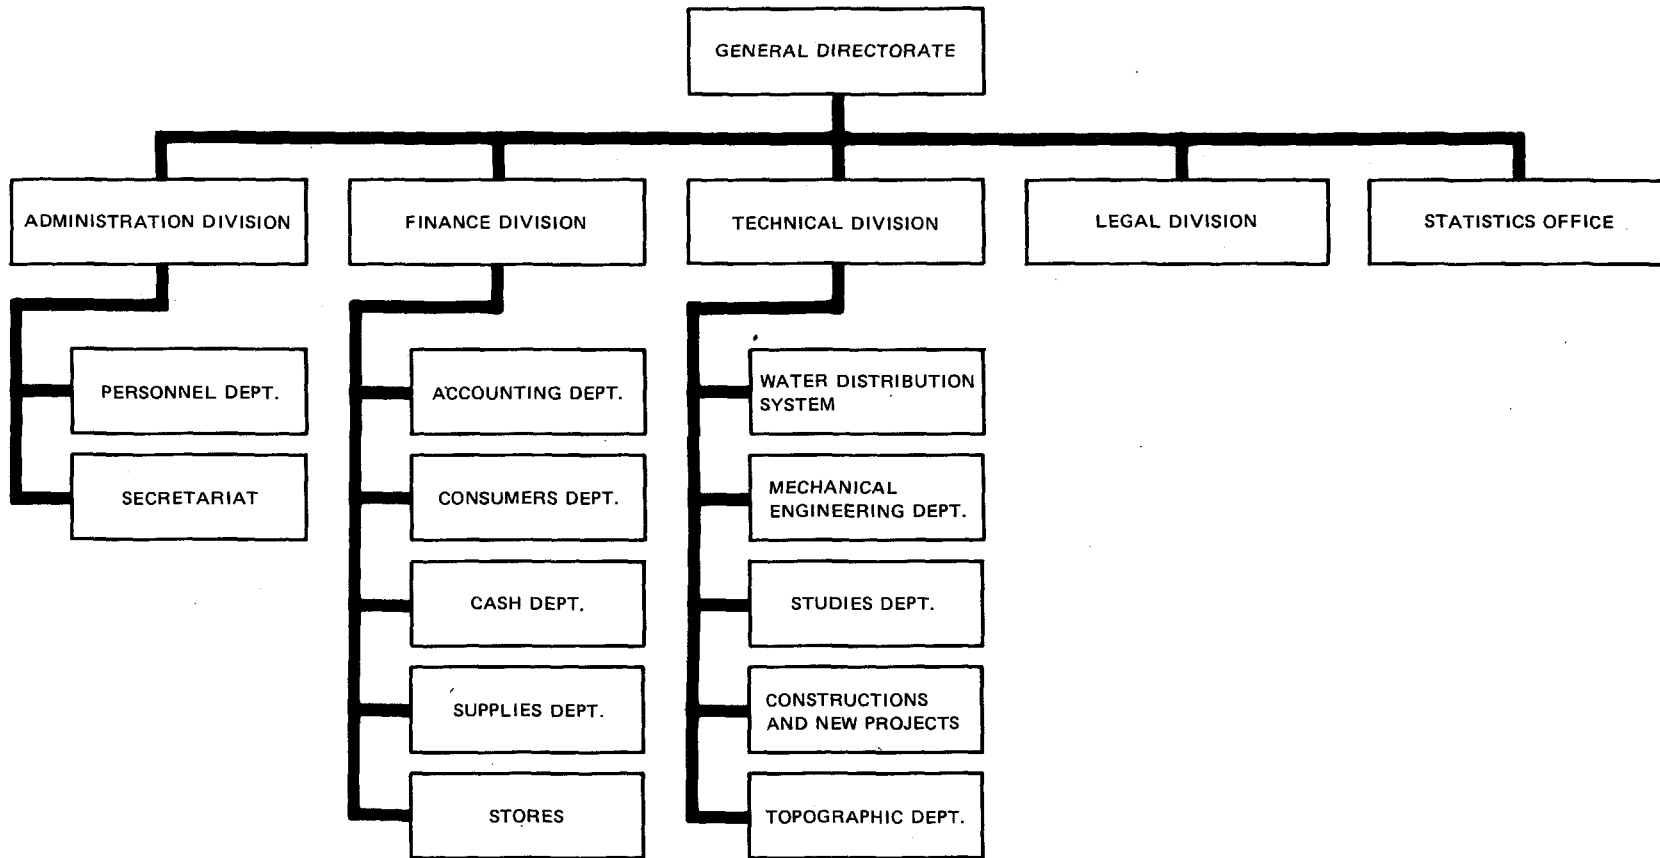 GENERAL DIRECTORATE
ADMINISTRATION DIVISION
FINANCE DIVISION
TECHNICAL DIVISION
LEGAL DIVISION
STATISTICS OFFICE
PERSONNEL DEPT.
SECRETARIAT
ACCOUNTING DEPT.
CONSUMERS DEPT.
CASH DEPT.
SUPPLIES DEPT.
STORES
WATER DISTRIBUTION
SYSTEM
MECHANICAL
ENGINEERING DEPT.
STUDIES DEPT.
CONSTRUCTIONS
AND NEW PROJECTS
TOPOGRAPHIC DEPT.